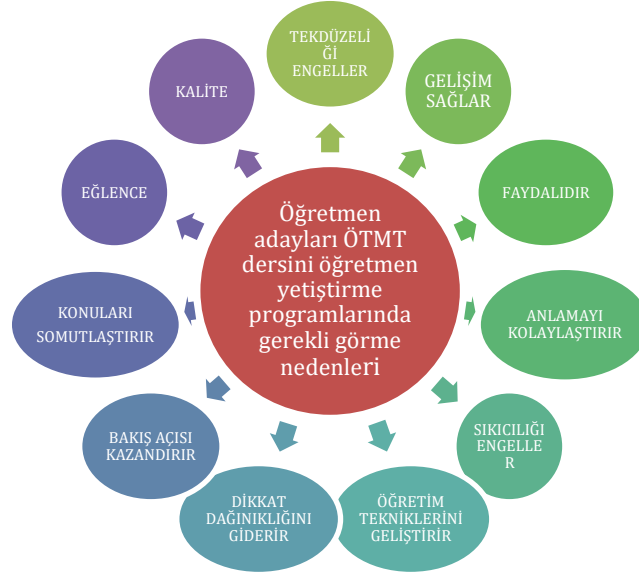 TEKDÜZELİ
Ğİ
ENGELLER
GELİŞİM
SAĞLAR
FAYDALIDIR
ANLAMAYI
KOLAYLAŞTIRIR
SIKICILIĞI
ENGELLE
R
ÖĞRETİM
TEKNİKLERİNİ
GELİŞTİRİR
DİKKAT
DAĞINIKLIĞINI
GİDERİR
BAKIŞ AÇISI
KAZANDIRIR
KONULARI
SOMUTLAŞTIRIR
EĞLENCE
KALİTE
Öğretmen
adayları ÖTMT
dersini öğretmen
yetiştirme
programlarında
gerekli görme
nedenleri